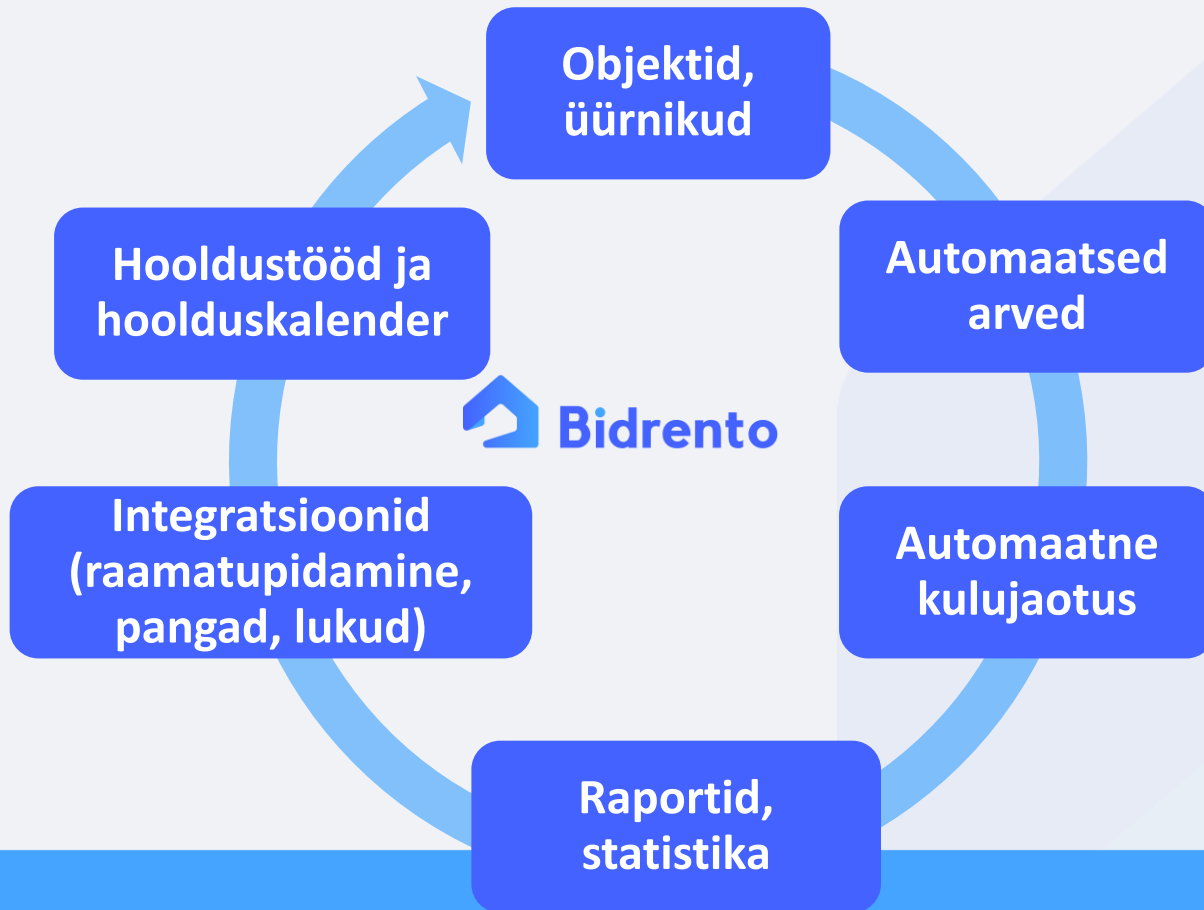 Objektid,
üürnikud
Automaatsed
arved
Automaatne
kulujaotus
Raportid,
statistika
Integratsioonid
(raamatupidamine,
pangad, lukud)
Hooldustööd ja
hoolduskalender
Bidrento